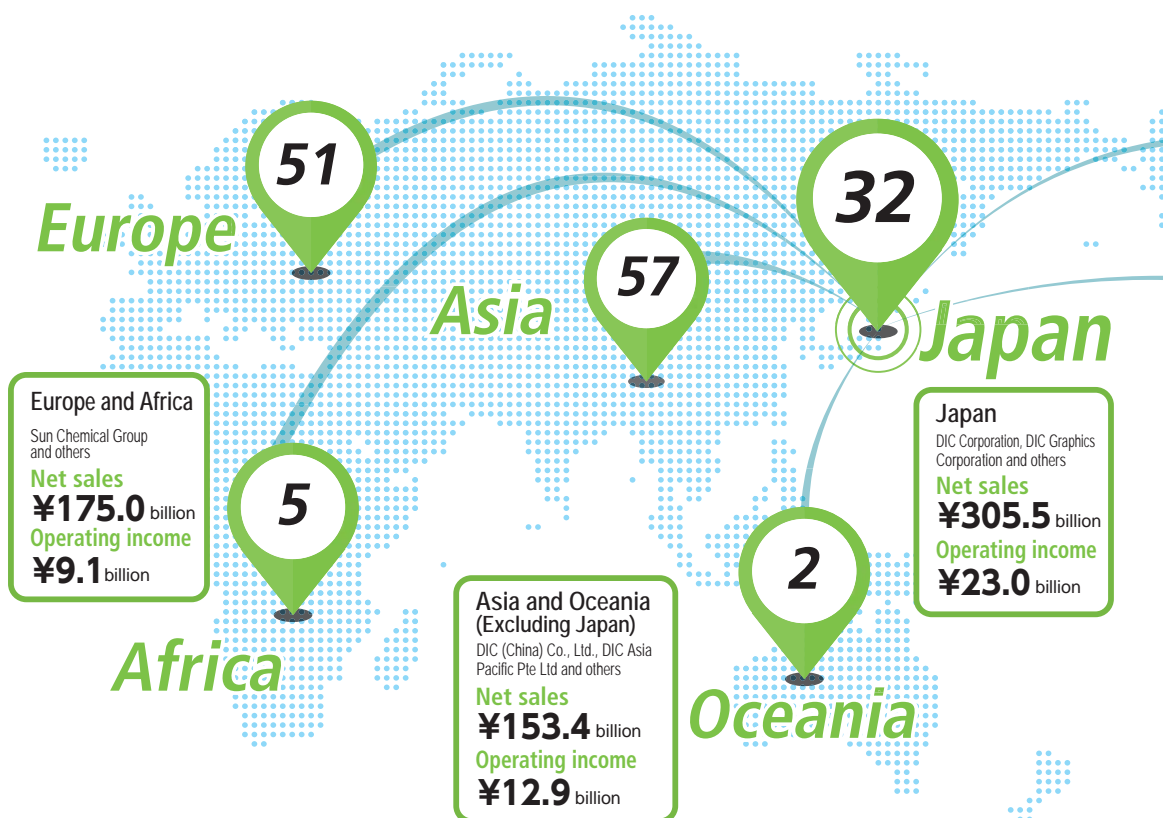 51
Europe
32
57
Asia
Japan
Europe and Africa
Sun Chemical Group
and others
Net sales
¥175.0 billion
Operating income
¥9.1 billion
5
Africa
Japan
DIC Corporation, DIC Graphics
Corporation and others
Net sales
¥305.5 billion
Operating income
¥23.0 billion
2
Oceania
Asia and Oceania
(Excluding Japan)
DIC (China) Co., Ltd., DIC Asia
Pacific Pte Ltd and others
Net sales
¥153.4 billion
Operating income
¥12.9 billion